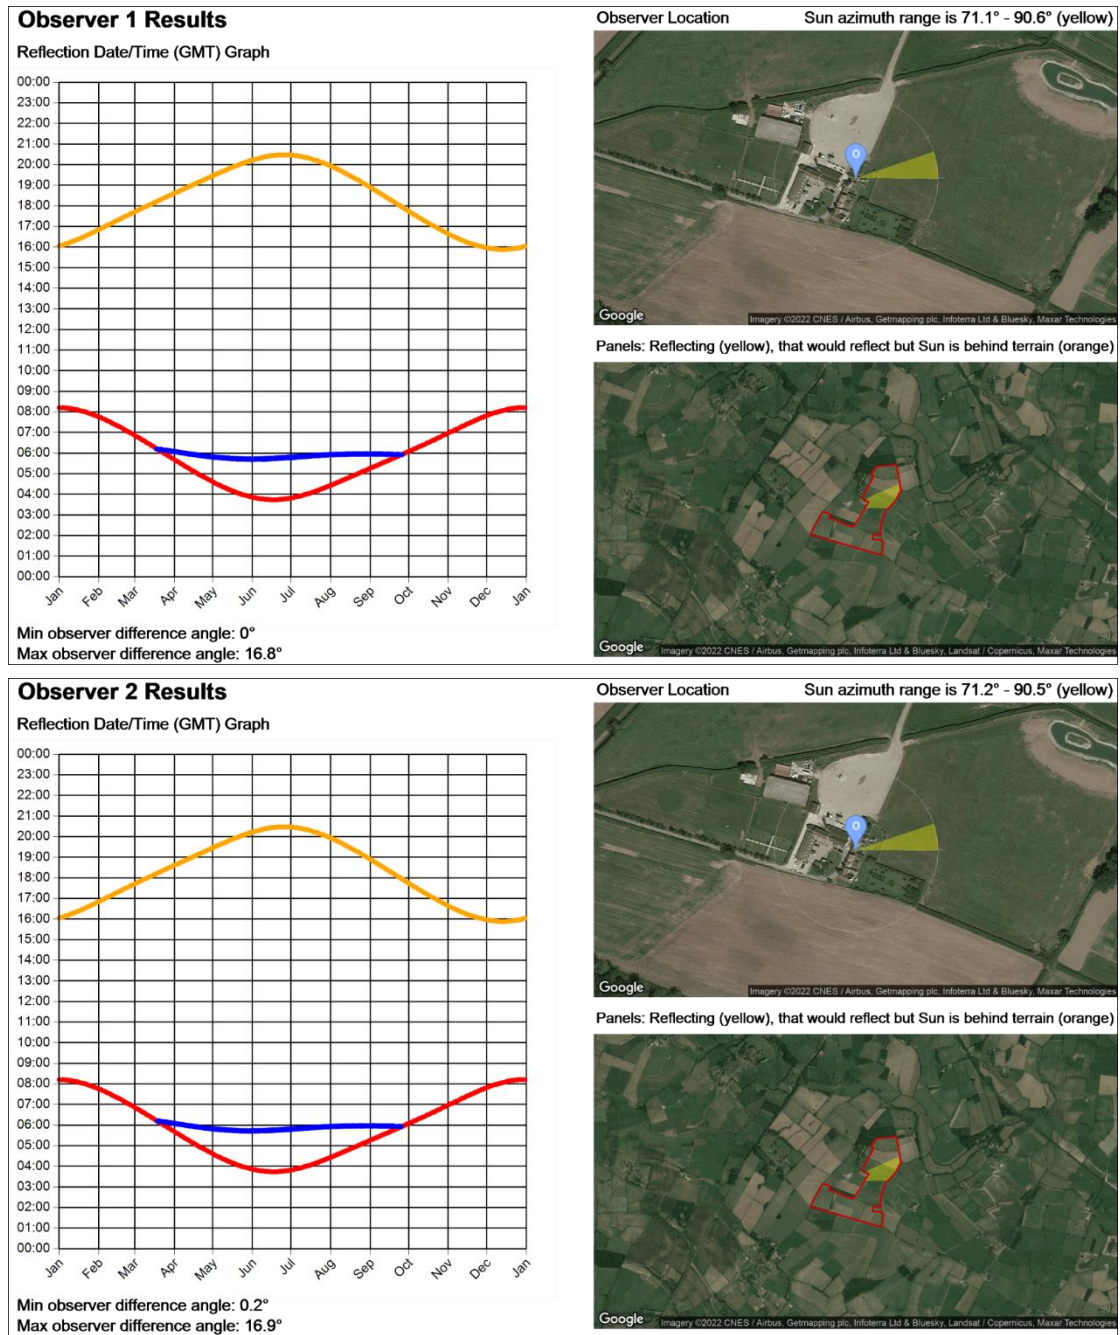 Observer 1 Results
Reflection Date/Time (GMT) Graph
00:00
23:00
22:00
21:00
20:00
19:00
18:00
17:00
16:00
15:00
14:00
13:00
12:00
11:00
10:00
09:00
08:00
07:00
06:00
05:00
04:00
03:00
02:00
01:00
00:00
Jan Feb Mar Apr May Jun Jul Aug Sep Oct Nov Dec Jan
Min observer difference angle: 0°
Max observer difference angle: 16.8°
Observer Location Sun azimuth range is 71.1° - 90.6° (yellow)
O
Google
Imagery ©2022 CNES / Airbus, Getmapping plc, Infoterra Ltd & Bluesky, Maxar Technologies
Panels: Reflecting (yellow), that would reflect but Sun is behind terrain (orange)
Google
Imagery ©2022 CNES / Airbus, Getmapping plc, Infoterra Ltd & Bluesky, Landsat / Copernicus, Maxar Technologies
Observer 2 Results
Reflection Date/Time (GMT) Graph
00:00
23:00
22:00
21:00
20:00
19:00
18:00
17:00
16:00
15:00
14:00
13:00
12:00
11:00
10:00
09:00
08:00
07:00
06:00
05:00
04:00
03:00
02:00
01:00
00:00
Jan Feb Mar Apr May Jun Jul Aug Sep Oct Nov Dec Jan
Min observer difference angle: 0.2°
Max observer difference angle: 16.9°
Observer Location Sun azimuth range is 71.2° - 90.5° (yellow)
O
Google
Imagery ©2022 CNES / Airbus, Getmapping plc, Infoterra Ltd & Bluesky, Maxar Technologies
Panels: Reflecting (yellow), that would reflect but Sun is behind terrain (orange)
Google
Imagery ©2022 CNES / Airbus, Getmapping plc, Infoterra Ltd & Bluesky, Landsat / Copernicus, Maxar Technologies